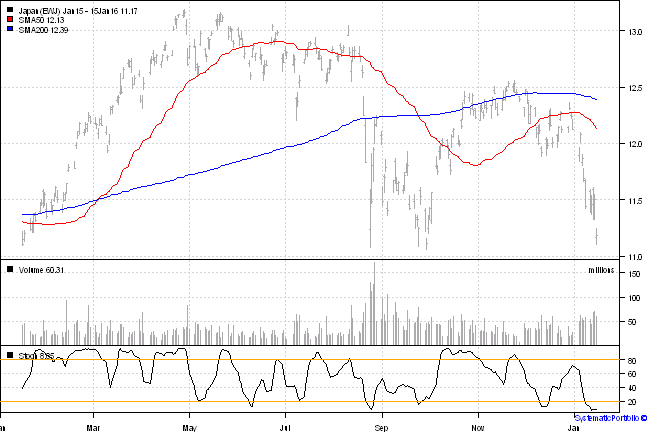 Japan (EWJ) Jan15 - 15Jan16 11.17
SMA50 12.13
SMA200 12.39
13.0
12.5
12.0
11.5
11.0
Volume 60.31
millions
150
100
50
Stoch 8.85
80
60
40
20
Mar
May
Jul
Sep
Nov
Jan
SystematicPortfolio ©